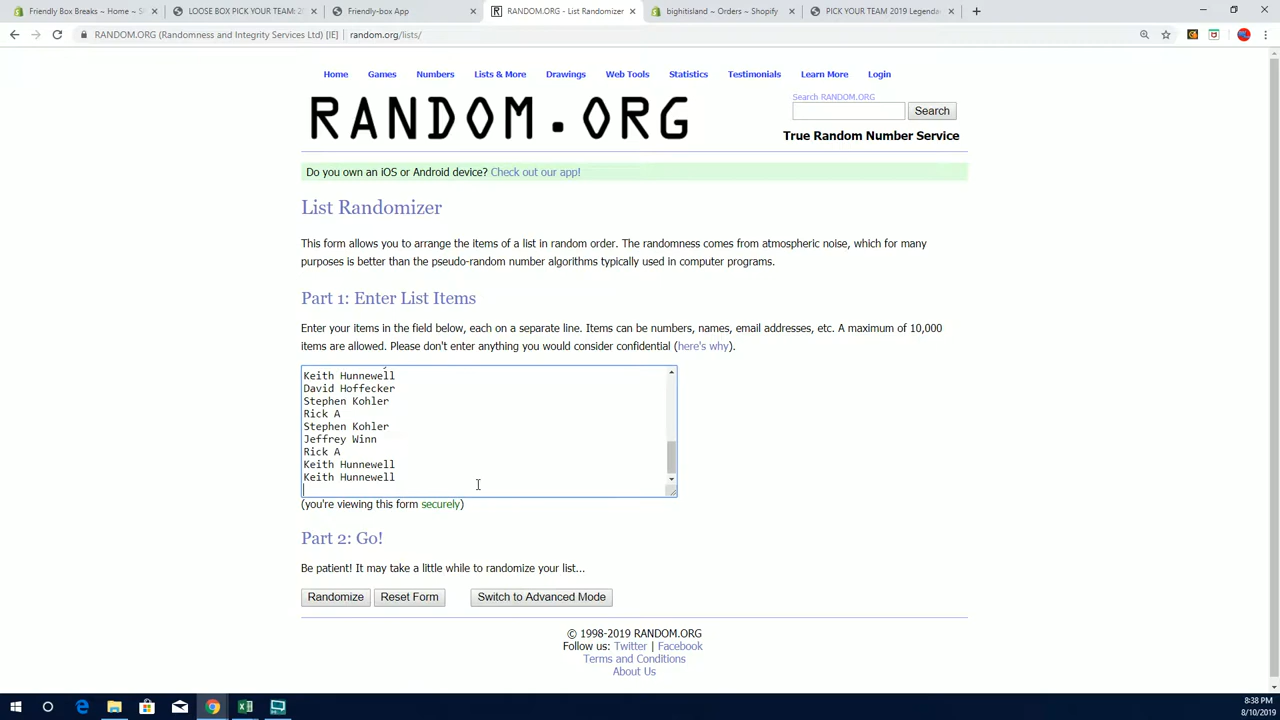 Friendly Box Breaks ~ Home ~ S
LOOSE BOX PICK YOUR TEAM: 2
Friendly-box App
RANDOM.ORG - List Randomizer
bighitisland ~ Orders ~ Shopify
PICK YOUR TEAM 2019 Legenda
RANDOM.ORG (Randomness and Integrity Services Ltd) [IE] | random.org/lists/
Home Games Numbers Lists & More Drawings Web Tools Statistics Testimonials Learn More Login
RANDOM.ORG
Search RANDOM.ORG
Search
True Random Number Service
Do you own an iOS or Android device? Check out our app!
List Randomizer
This form allows you to arrange the items of a list in random order. The randomness comes from atmospheric noise, which for many
purposes is better than the pseudo-random number algorithms typically used in computer programs.
Part 1: Enter List Items
Enter your items in the field below, each on a separate line. Items can be numbers, names, email addresses, etc. A maximum of 10,000
items are allowed. Please don't enter anything you would consider confidential (here's why).
Keith Hunnewell
David Hoffecker
Stephen Kohler
Rick A
Stephen Kohler
Jeffrey Winn
Rick A
Keith Hunnewell
Keith Hunnewell
(you're viewing this form securely)
Part 2: Go!
Be patient! It may take a little while to randomize your list...
Randomize Reset Form Switch to Advanced Mode
© 1998-2019 RANDOM.ORG
Follow us: Twitter | Facebook
Terms and Conditions
About Us
8:38 PM
8/10/2019